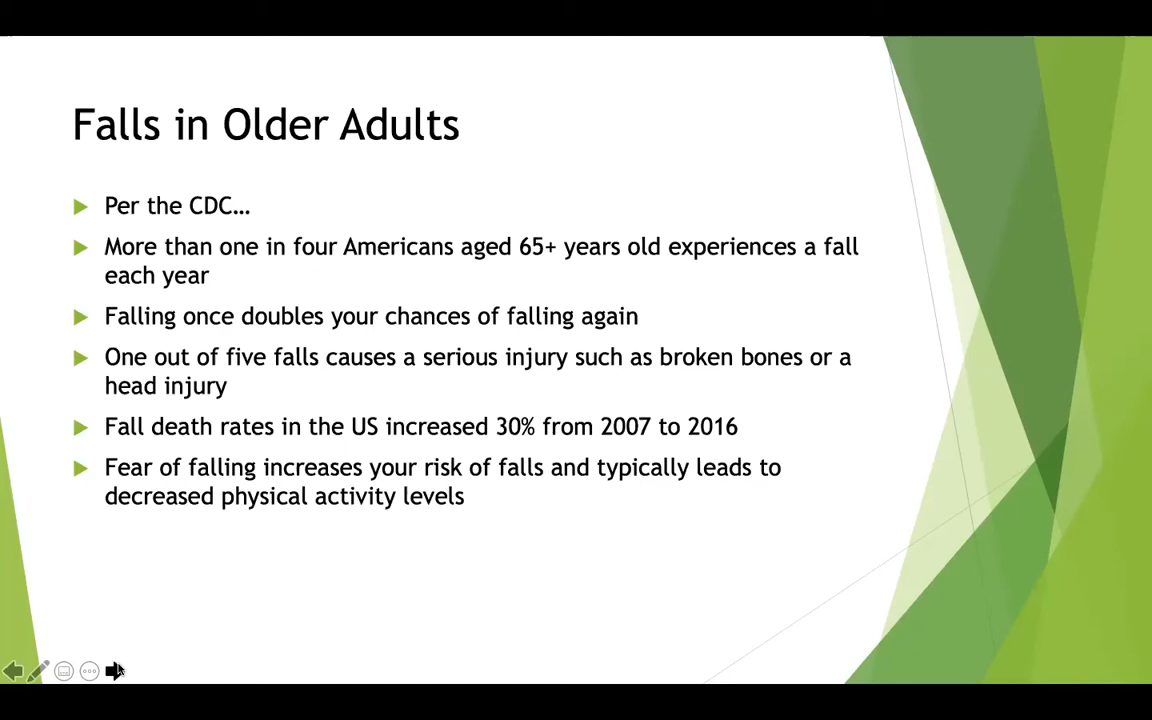 Falls in Older Adults
Per the CDC…
More than one in four Americans aged 65+ years old experiences a fall
each year
Falling once doubles your chances of falling again
One out of five falls causes a serious injury such as broken bones or a
head injury
Fall death rates in the US increased 30% from 2007 to 2016
Fear of falling increases your risk of falls and typically leads to
decreased physical activity levels